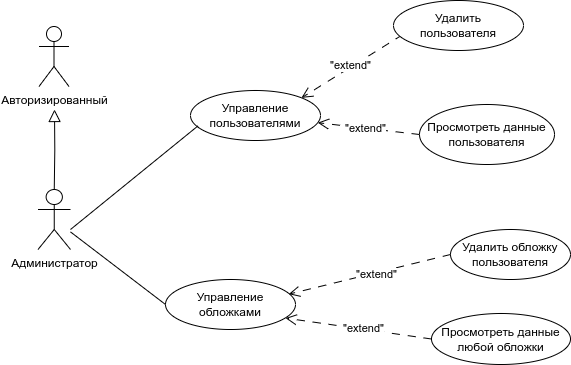 Удалить
пользователя
"extend"
Авторизированный
Управление
пользователями
"extend"
Просмотреть данные
пользователя
Администратор
Удалить обложку
пользователя
"extend"
Управление
обложками
"extend"
Просмотреть данные
любой обложки